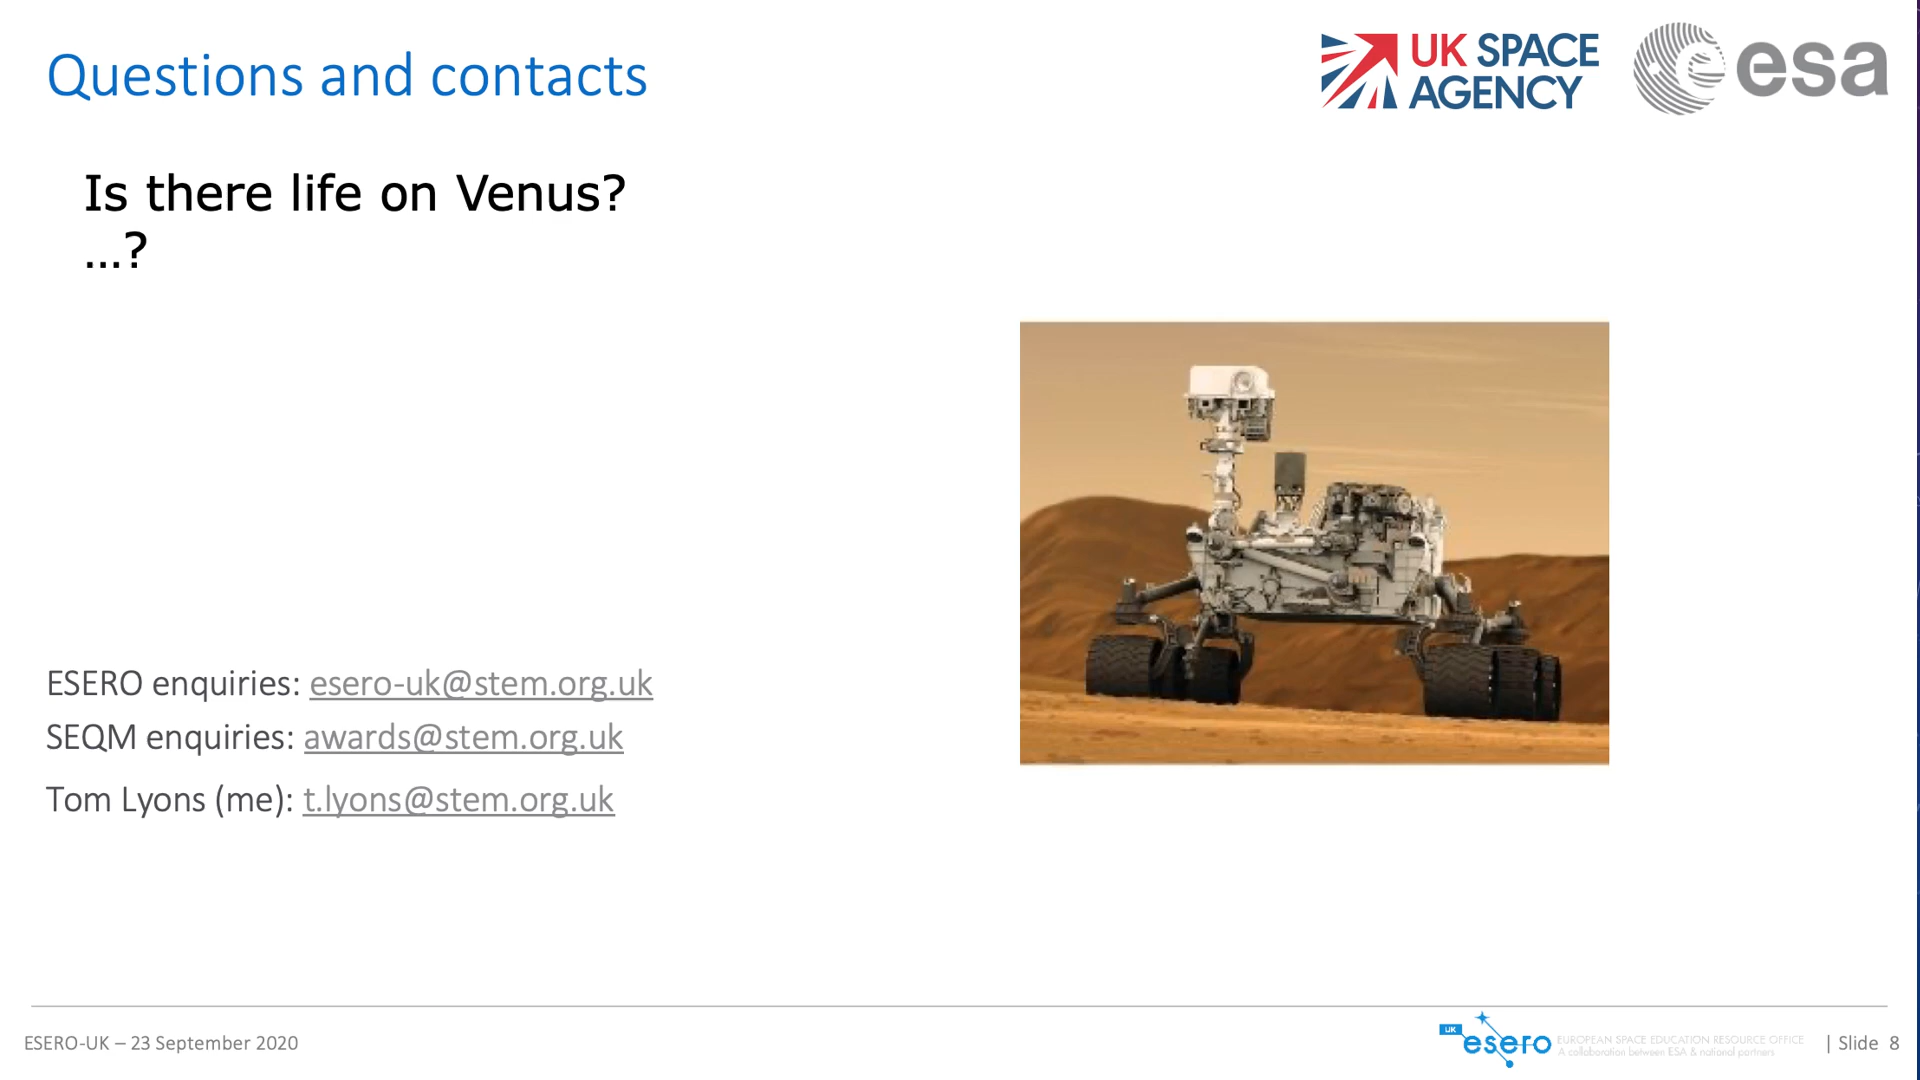 Questions and contacts
UK SPACE
AGENCY
esa
Is there life on Venus?
...?
ESERO enquiries: esero-uk@stem.org.uk
SEQM enquiries: awards@stem.org.uk
Tom Lyons (me): t.lyons@stem.org.uk
ESERO-UK – 23 September 2020
UK
esero
EUROPEAN SPACE EDUCATION RESOURCE OFFICE
A collaboration between ESA & national partners
| Slide 8